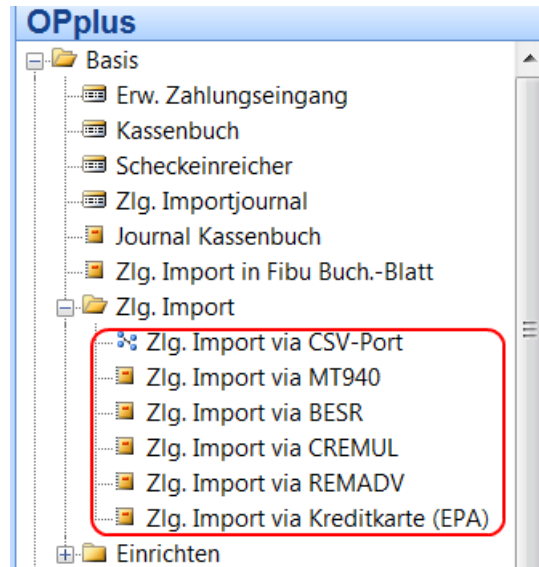 OPplus
Basis
Erw. Zahlungseingang
Kassenbuch
Scheckeinreicher
Zlg. Importjournal
Journal Kassenbuch
Zlg. Import in Fibu Buch.-Blatt
Zlg. Import
Zlg. Import via CSV-Port
Zlg. Import via MT940
Zlg. Import via BESR
Zlg. Import via CREMUL
Zlg. Import via REMADV
Zlg. Import via Kreditkarte (EPA)
Einrichten